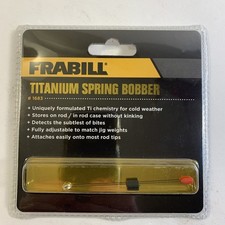 FRABILL
TITANIUM SPRING BOBBER
• Uniquely formulated Ti chemistry for cold weather
• Stores on rod / in rod case without kinking
• Detects the subtlest of bites
• Fully adjustable to match jig weights
• Attaches easily onto most rod tips